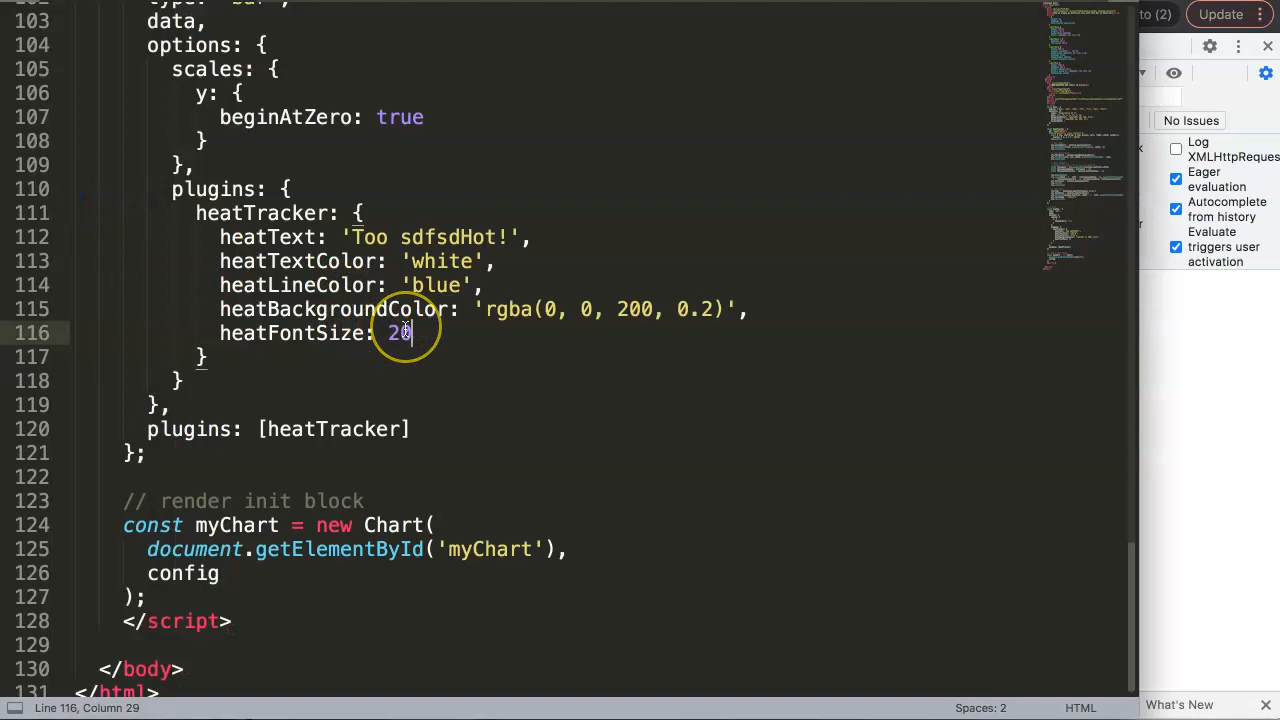 103 data,
104 options: {
105 scales: {
106 y: {
107 beginAtZero: true
108 }
109 },
110 plugins: {
111 heatTracker: {
112 heatText: 'Too sdfsdHot!',
113 heatTextColor: 'white',
114 heatLineColor: 'blue',
115 heatBackgroundColor: 'rgba(0, 0, 200, 0.2)',
116 heatFontSize: 20
117 }
118 }
119 },
120 plugins: [heatTracker]
121 };
122
123 // render init block
124 const myChart = new Chart(
125 document.getElementById('myChart'),
126 config
127 );
128 </script>
129
130 </body>
131 </html>
Line 116, Column 29
Spaces: 2
HTML
to (2)
Update
No Issues
Log
XMLHttpReques
Eager
evaluation
Autocomplete
from history
Evaluate
triggers user
activation
What's New